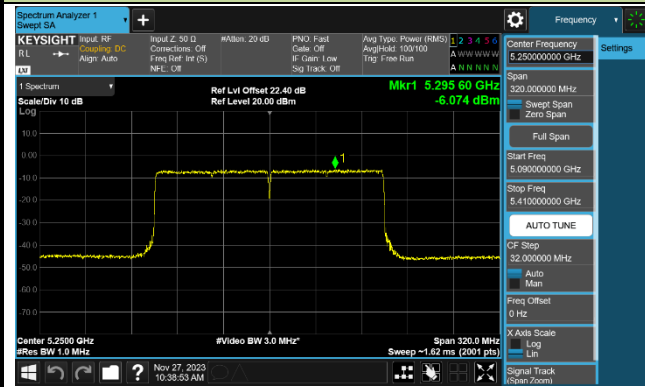 Spectrum Analyzer 1
Swept SA
+
Frequency
KEYSIGHT
Input: RF
Input Z: 50 Ω
#Atten: 20 dB
PNO: Fast
Avg Type: Power (RMS)
1 2 3 4 5 6
RL
Coupling: DC
Corrections: Off
Gate: Off
Avg|Hold: 100/100
A W W W W W
Align: Auto
Freq Ref: Int (S)
IF Gain: Low
Trig: Free Run
NFE: Off
Sig Track: Off
A N N N N N
1 Spectrum
Ref Lvl Offset 22.40 dB
Mkr1 5.295 60 GHz
Scale/Div 10 dB
Ref Level 20.00 dBm
-6.074 dBm
Log
10.0
0.00
-10.0
-20.0
-30.0
-40.0
-50.0
-60.0
-70.0
1
Center 5.2500 GHz
#Video BW 3.0 MHz*
Span 320.0 MHz
#Res BW 1.0 MHz
Sweep ~1.62 ms (2001 pts)
Center Frequency
5.250000000 GHz
Settings
Span
320.000000 MHz
Swept Span
Zero Span
Full Span
Start Freq
5.090000000 GHz
Stop Freq
5.410000000 GHz
AUTO TUNE
CF Step
32.000000 MHz
Auto
Man
Freq Offset
0 Hz
X Axis Scale
Log
Lin
Signal Track
(Span Zoom)
?
Nov 27, 2023
10:38:53 AM